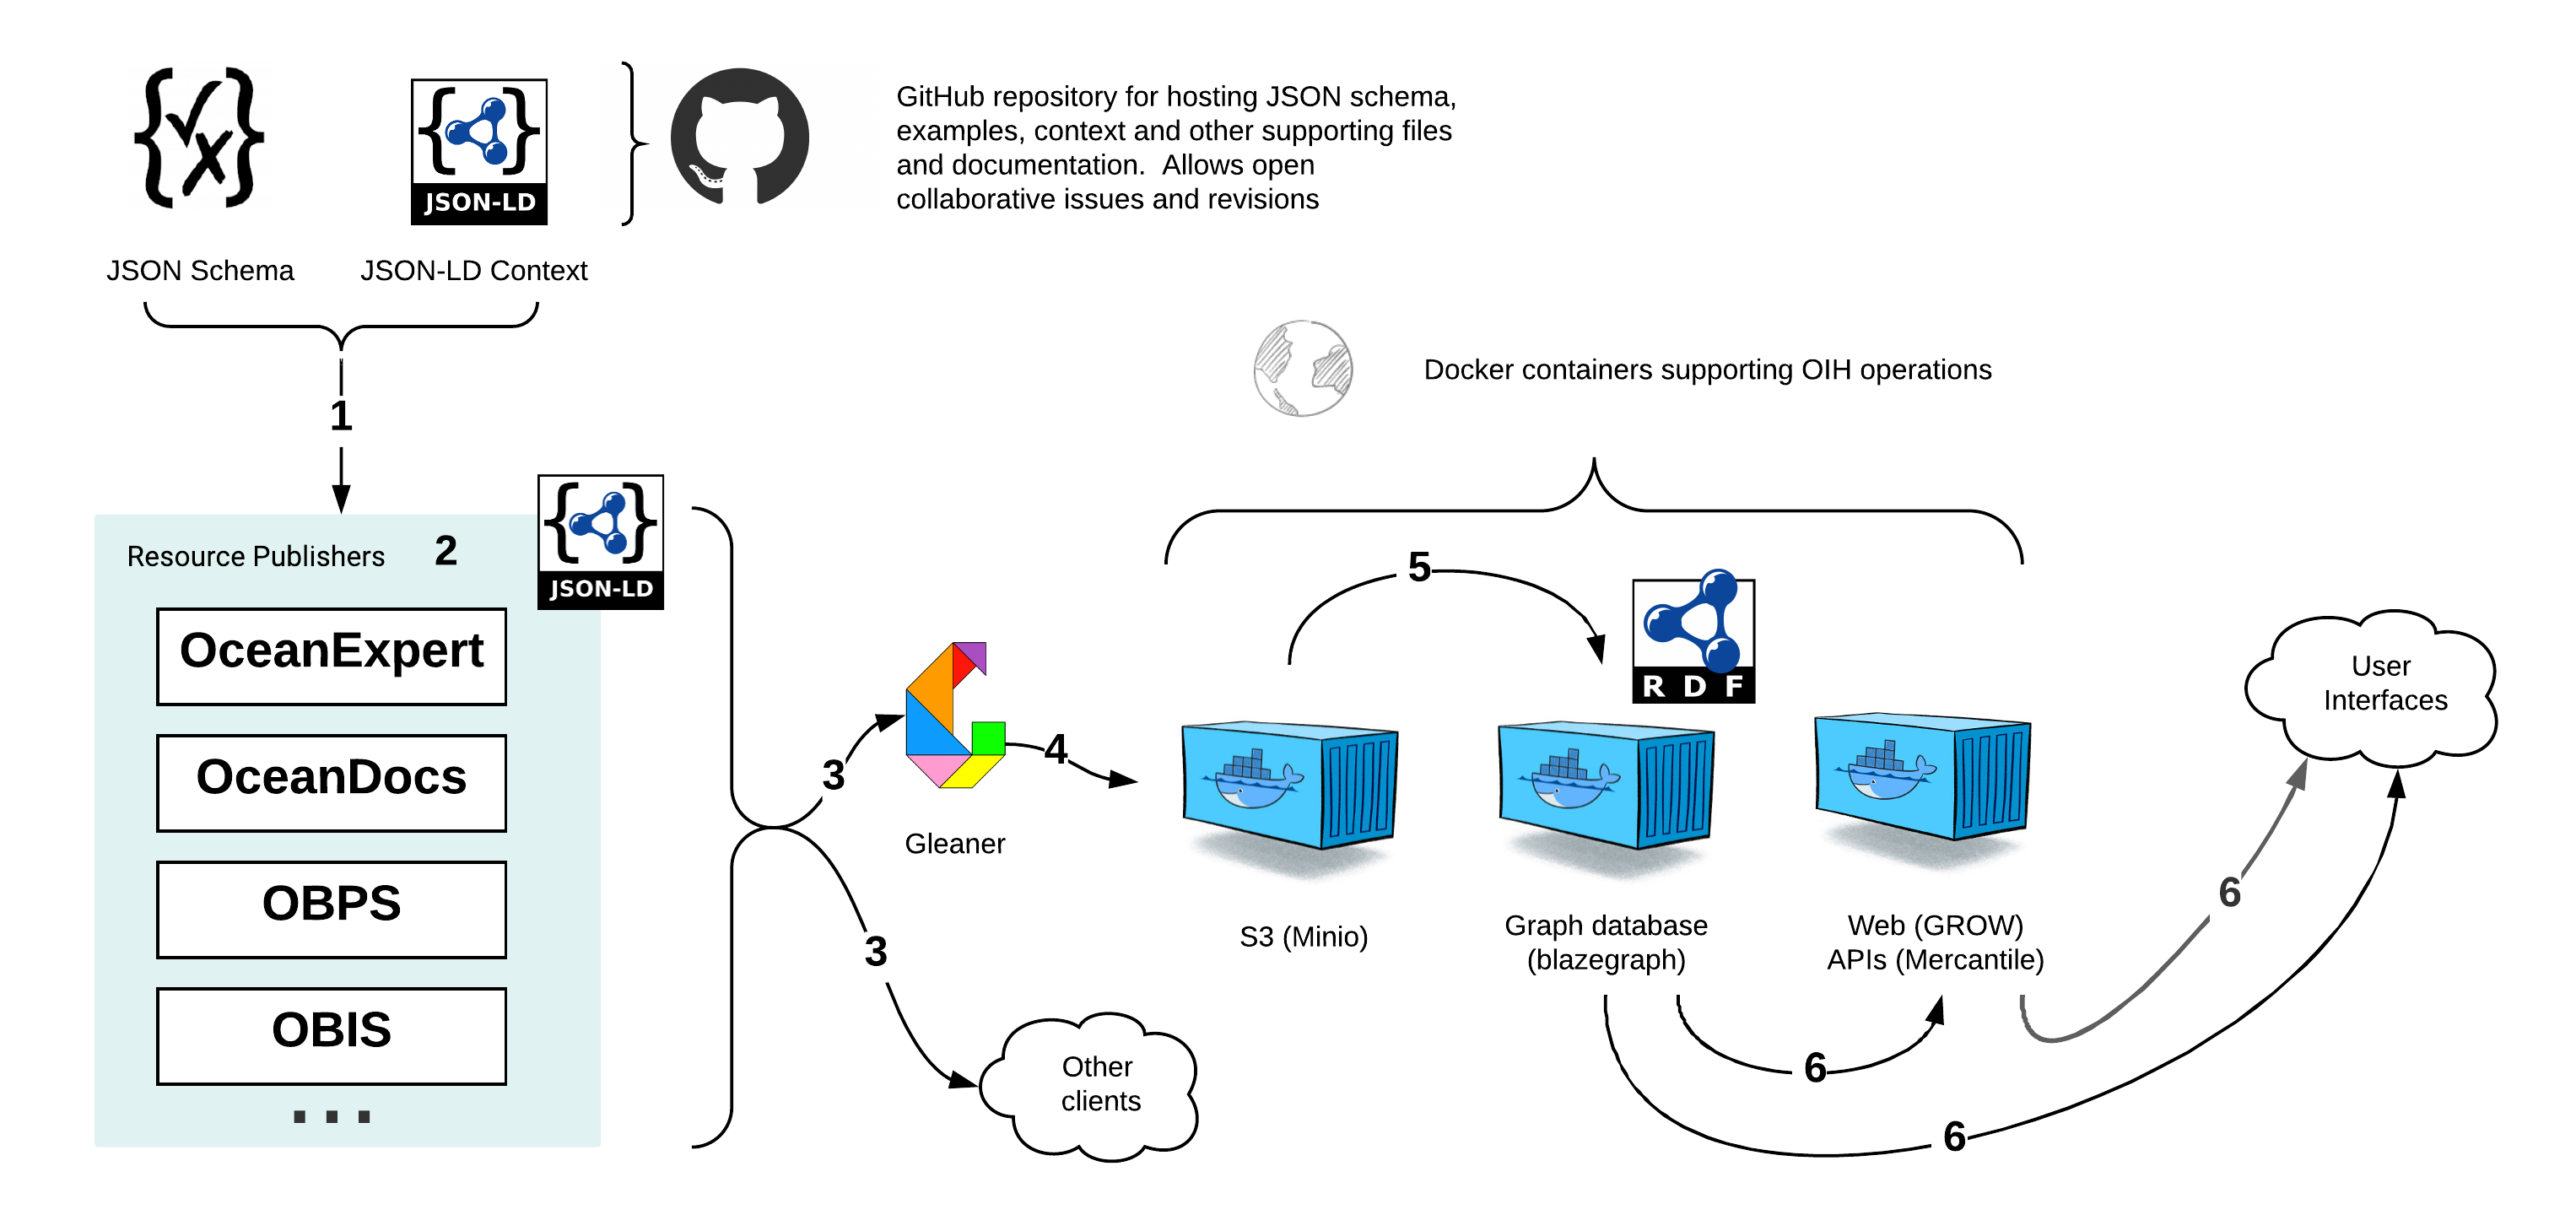 GitHub repository for hosting JSON schema,
examples, context and other supporting files
and documentation.  Allows open
collaborative issues and revisions
JSON-LD
JSON Schema
JSON-LD Context
1
Docker containers supporting OIH operations
Resource Publishers
2
JSON-LD
OceanExpert
OceanDocs
OBPS
OBIS
...
3
Gleaner
3
Other
clients
4
5
R D F
S3 (Minio)
Graph database
(blazegraph)
Web (GROW)
APIs (Mercantile)
6
6
6
User
Interfaces